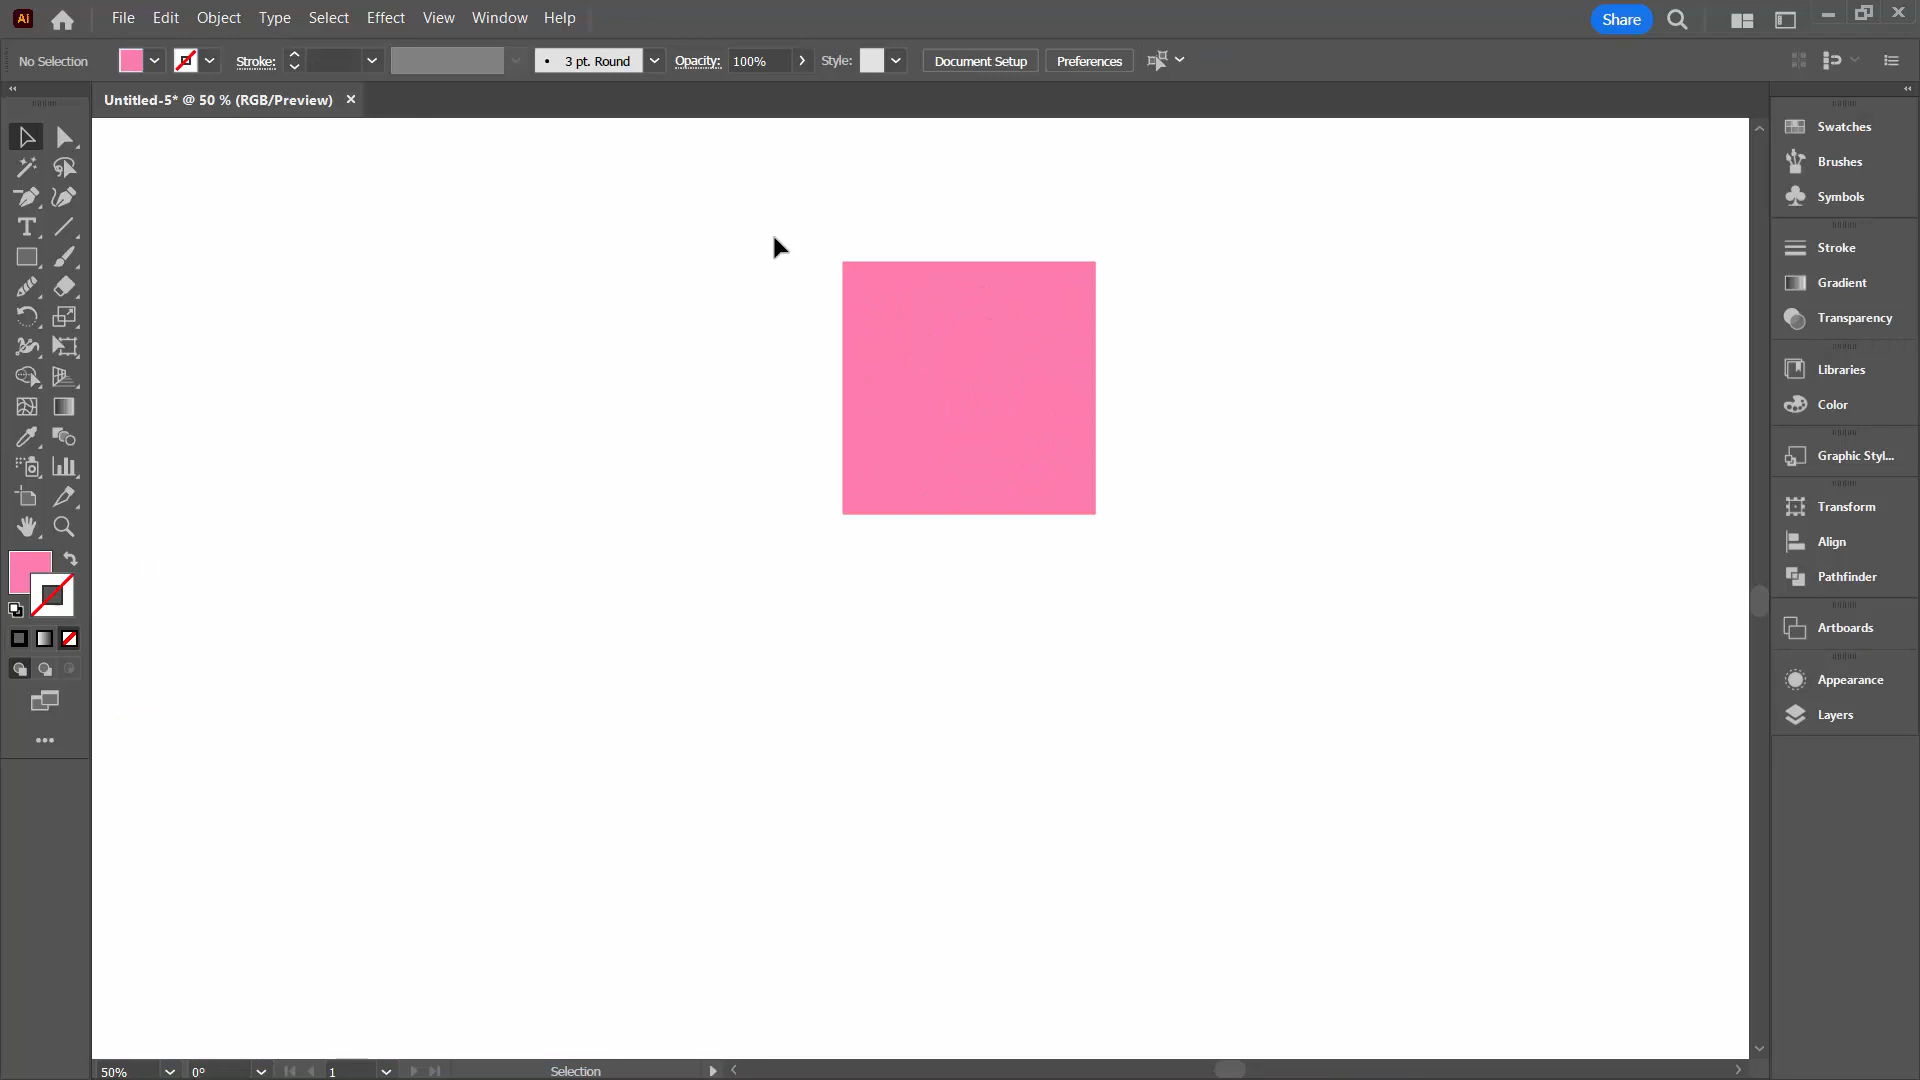 Ai File Edit Object Type Select Effect View Window Help Share
No Selection Stroke: • 3 pt. Round Opacity: 100% Style: Document Setup Preferences
Untitled-5* @ 50 % (RGB/Preview)
Swatches
Brushes
Symbols
Stroke
Gradient
Transparency
Libraries
Color
Graphic Styl...
Transform
Align
Pathfinder
Artboards
Appearance
Layers
50% 0° 1 Selection